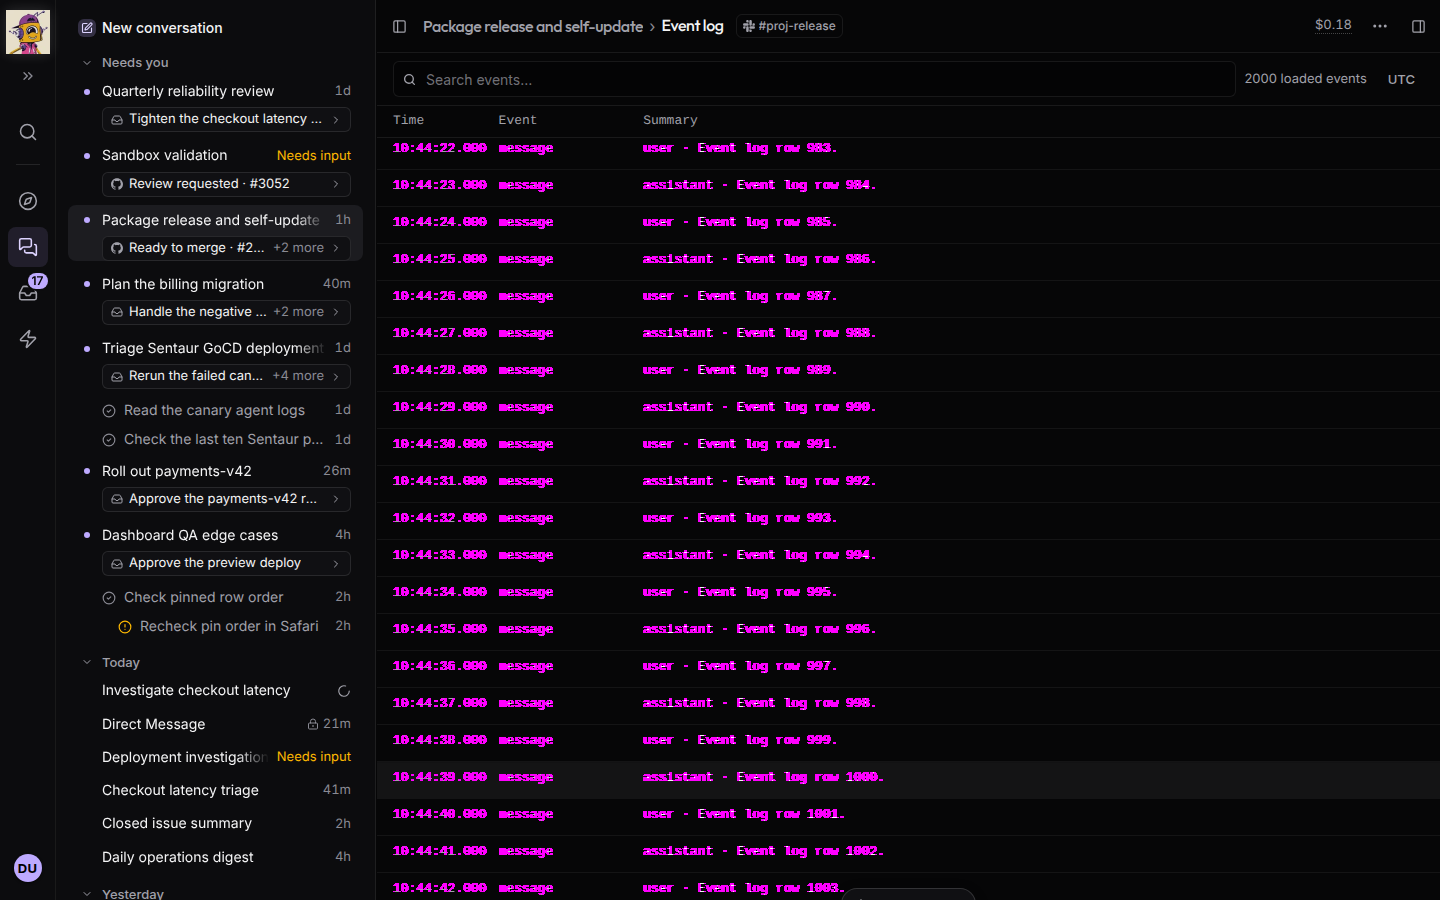 New conversation
Needs you
Quarterly reliability review 1d
Tighten the checkout latency ...
Sandbox validation Needs input
Review requested · #3052
Package release and self-update 1h
Ready to merge · #2... +2 more
17
Plan the billing migration 40m
Handle the negative ... +2 more
Triage Sentaur GoCD deployment 1d
Rerun the failed can... +4 more
Read the canary agent logs 1d
Check the last ten Sentaur p... 1d
Roll out payments-v42 26m
Approve the payments-v42 r...
Dashboard QA edge cases 4h
Approve the preview deploy
Check pinned row order 2h
Recheck pin order in Safari 2h
Today
Investigate checkout latency
Direct Message 21m
Deployment investigation Needs input
Checkout latency triage 41m
Closed issue summary 2h
Daily operations digest 4h
DU
Yesterday
Package release and self-update › Event log #proj-release $0.18
Search events... 2000 loaded events UTC
Time Event Summary
10:44:22.000 message user - Event log row 983.
10:44:23.000 message assistant - Event log row 984.
10:44:24.000 message user - Event log row 985.
10:44:25.000 message assistant - Event log row 986.
10:44:26.000 message user - Event log row 987.
10:44:27.000 message assistant - Event log row 988.
10:44:28.000 message user - Event log row 989.
10:44:29.000 message assistant - Event log row 990.
10:44:30.000 message user - Event log row 991.
10:44:31.000 message assistant - Event log row 992.
10:44:32.000 message user - Event log row 993.
10:44:33.000 message assistant - Event log row 994.
10:44:34.000 message user - Event log row 995.
10:44:35.000 message assistant - Event log row 996.
10:44:36.000 message user - Event log row 997.
10:44:37.000 message assistant - Event log row 998.
10:44:38.000 message user - Event log row 999.
10:44:39.000 message assistant - Event log row 1000.
10:44:40.000 message user - Event log row 1001.
10:44:41.000 message assistant - Event log row 1002.
10:44:42.000 message user - Event log row 1003.